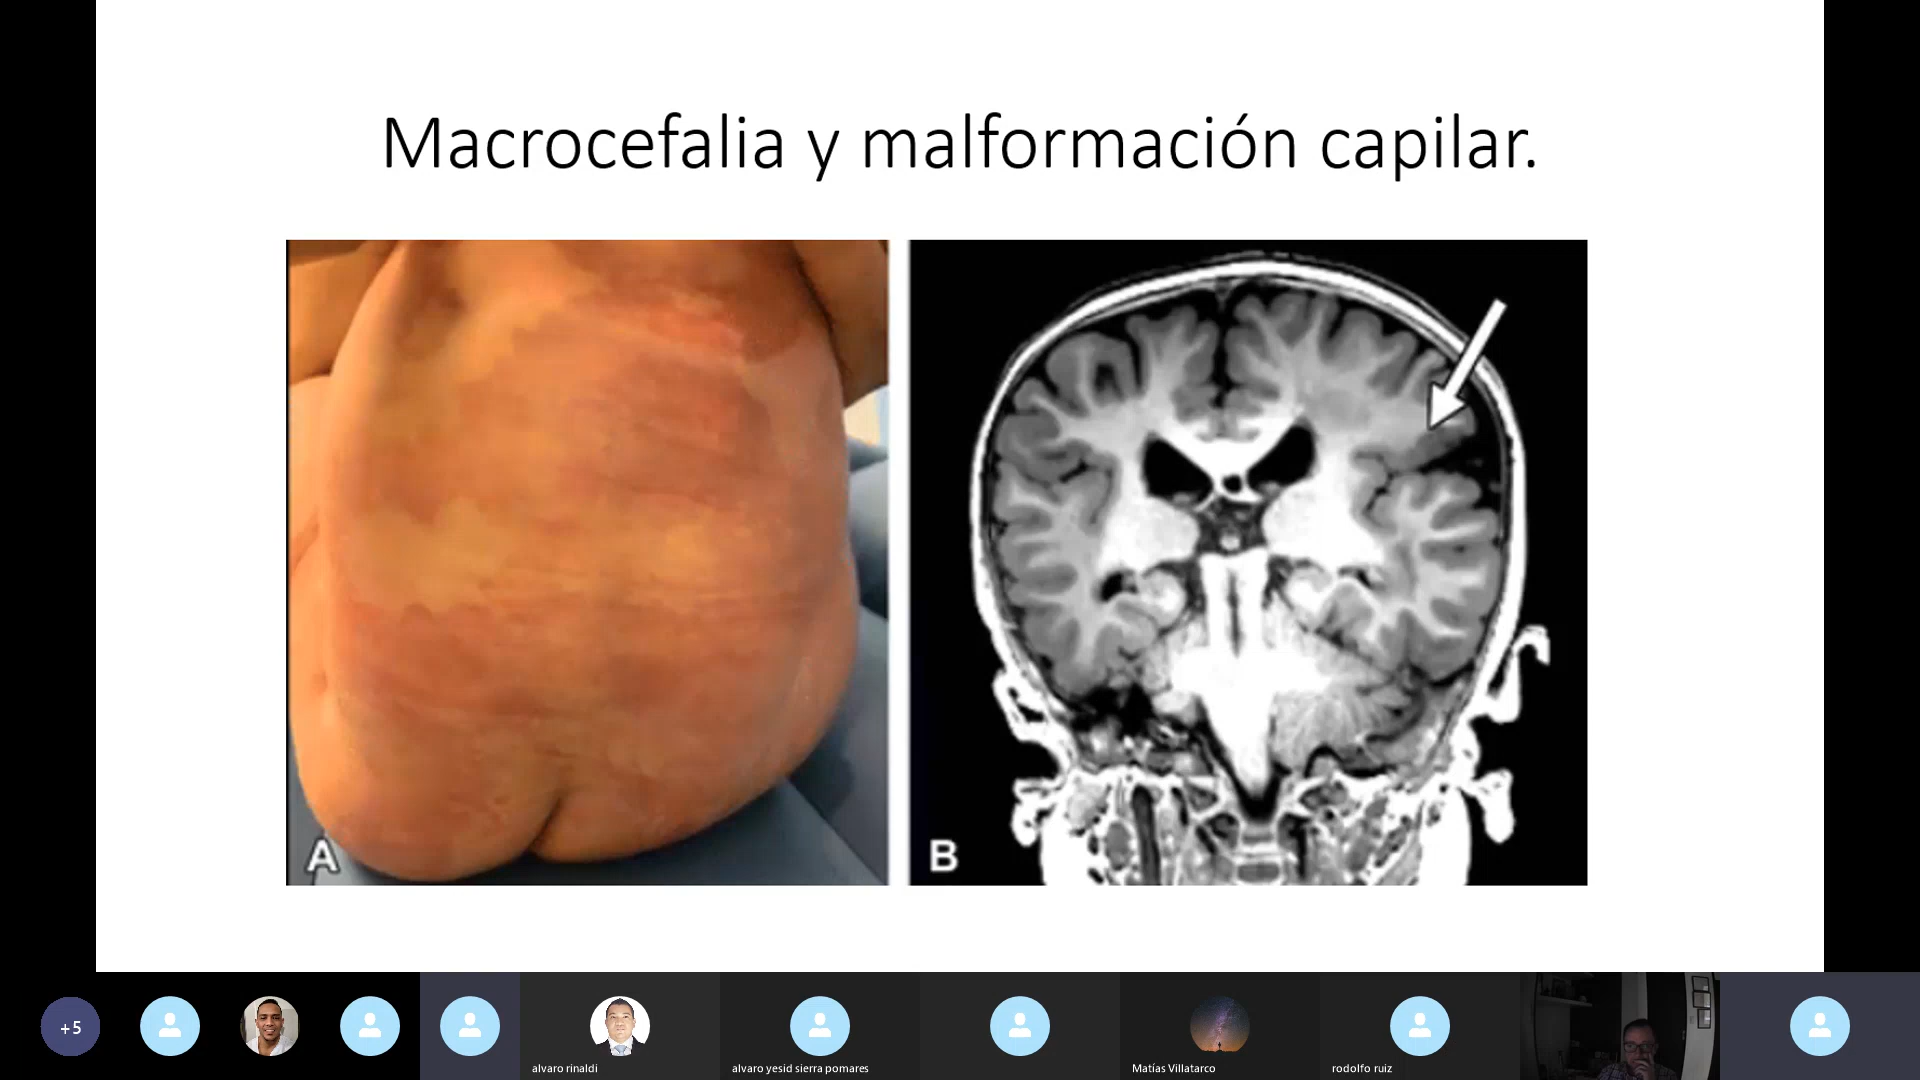 Macrocefalia y malformación capilar.
A
B
+5
alvaro rinaldi
alvaro yesid sierra pomares
Matías Villatarco
rodolfo ruiz